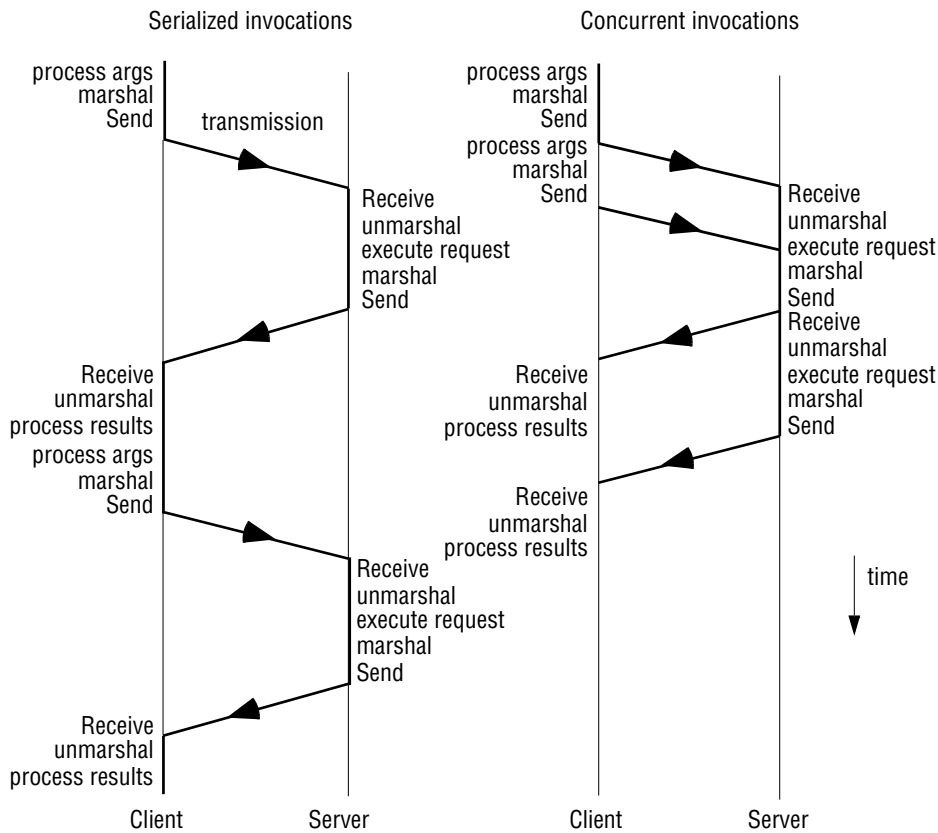 Serialized invocations
process args
marshal
Send
transmission
Receive
unmarshal
execute request
marshal
Send
Receive
unmarshal
process results
process args
marshal
Send
Receive
unmarshal
execute request
marshal
Send
Receive
unmarshal
process results
Client
Server
Concurrent invocations
process args
marshal
Send
process args
marshal
Send
Receive
unmarshal
execute request
marshal
Send
Receive
unmarshal
execute request
marshal
Send
Receive
unmarshal
process results
Receive
unmarshal
process results
time
Client
Server